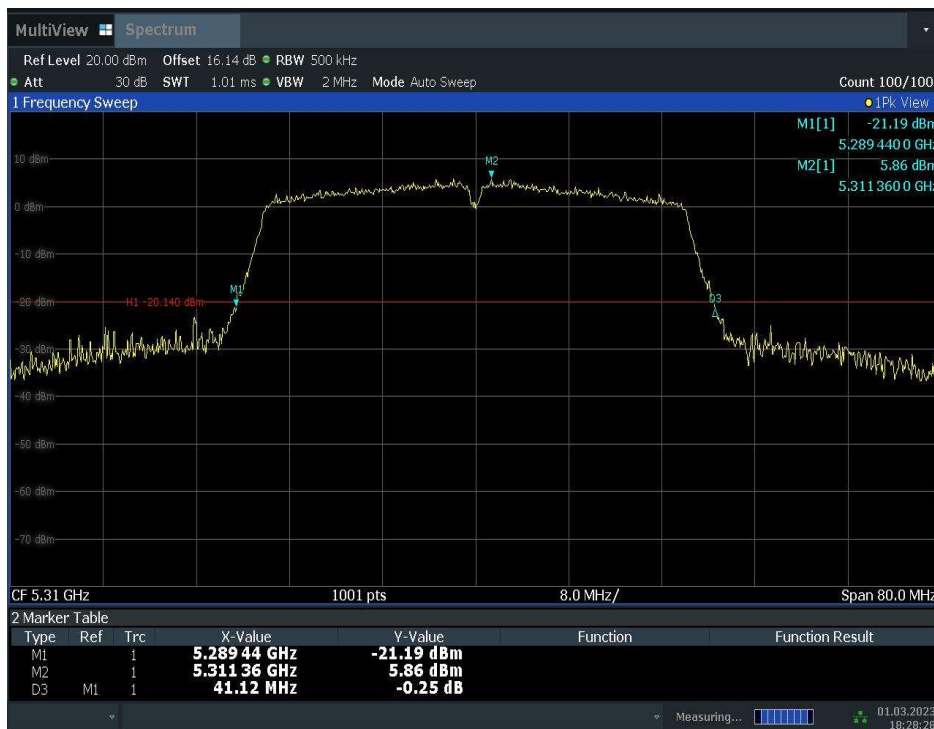 MultiView Spectrum
Ref Level 20.00 dBm Offset 16.14 dB RBW 500 kHz
Att 30 dB SWT 1.01 ms VBW 2 MHz Mode Auto Sweep Count 100/100
1 Frequency Sweep 1Pk View
M1[1] -21.19 dBm
5.289 440 0 GHz
M2[1] 5.86 dBm
5.311 360 0 GHz
M2
10 dBm
0 dBm
-10 dBm
M1
-20 dBm H1 -20.140 dBm D3
-30 dBm
-40 dBm
-50 dBm
-60 dBm
-70 dBm
CF 5.31 GHz 1001 pts 8.0 MHz/ Span 80.0 MHz
2 Marker Table
Type Ref Trc X-Value Y-Value Function Function Result
M1 1 5.289 44 GHz -21.19 dBm
M2 1 5.311 36 GHz 5.86 dBm
D3 M1 1 41.12 MHz -0.25 dB
Measuring... 01.03.2023
18:28:28